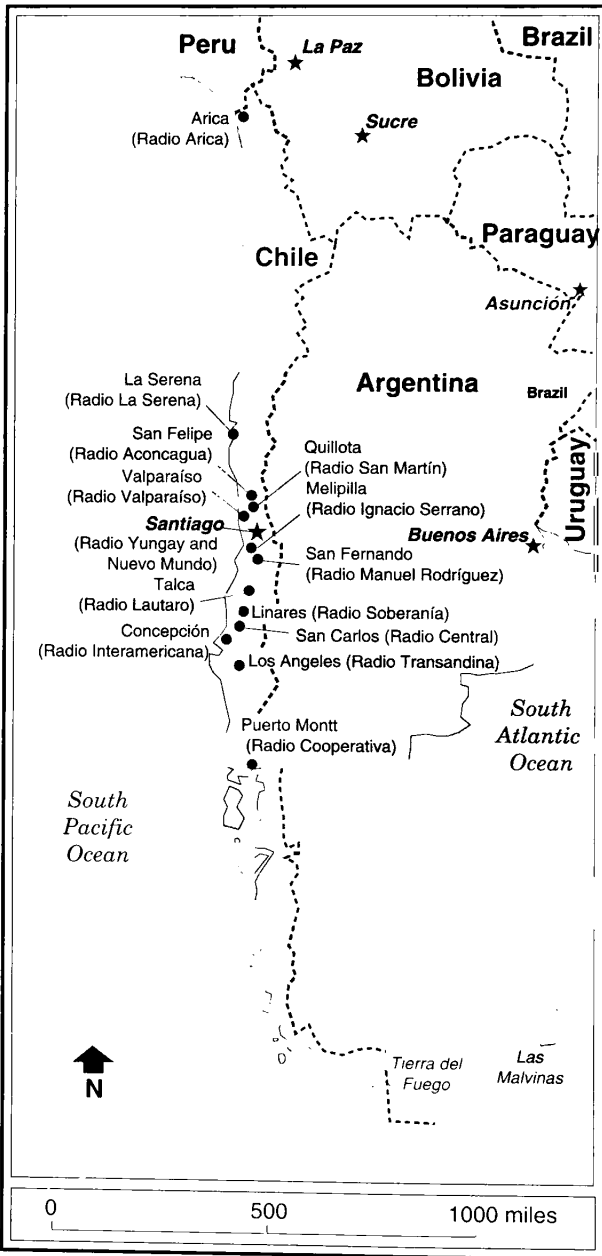 Peru
La Paz
Brazil
Bolivia
Arica
(Radio Arica)
Sucre
Chile
Paraguay
Asunción
La Serena
(Radio La Serena)
Argentina
Brazil
Uruguay
San Felipe
(Radio Aconcagua)
Quillota
(Radio San Martín)
Valparaíso
(Radio Valparaíso)
Melipilla
(Radio Ignacio Serrano)
Santiago
(Radio Yungay and
Nuevo Mundo)
Buenos Aires
San Fernando
(Radio Manuel Rodríguez)
Talca
(Radio Lautaro)
Linares (Radio Soberanía)
Concepción
(Radio Interamericana)
San Carlos (Radio Central)
Los Angeles (Radio Transandina)
Puerto Montt
(Radio Cooperativa)
South
Atlantic
Ocean
South
Pacific
Ocean
N
Tierra del
Fuego
Las
Malvinas
0 500 1000 miles